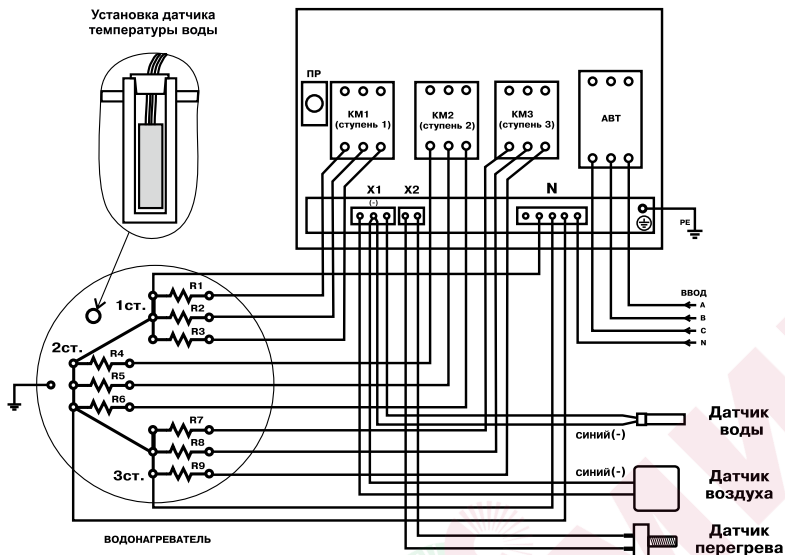 Установка датчика
температуры воды
ПР
КМ1
(ступень 1)
КМ2
(ступень 2)
КМ3
(ступень 3)
АВТ
X1
(-)
X2
N
PE
ВВОД
A
B
C
N
1ст.
R1
R2
R3
2ст.
R4
R5
R6
R7
R8
R9
3ст.
синий(-)
Датчик
воды
синий(-)
Датчик
воздуха
Датчик
перегрева
ВОДОНАГРЕВАТЕЛЬ